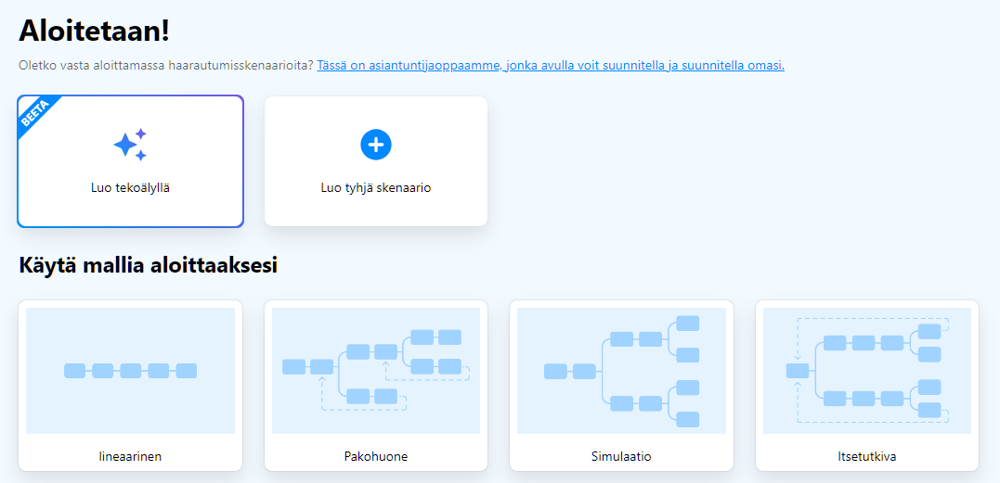 Aloitetaan!
Oletko vasta aloittamassa haarautumisskenaarioita? Tässä on asiantuntijaoppaamme, jonka avulla voit suunnitella ja suunnitella omasi.
BEETA
Luo tekoälyllä
Luo tyhjä skenaario
Käytä mallia aloittaaksesi
lineaarinen
Pakohuone
Simulaatio
Itsetutkiva